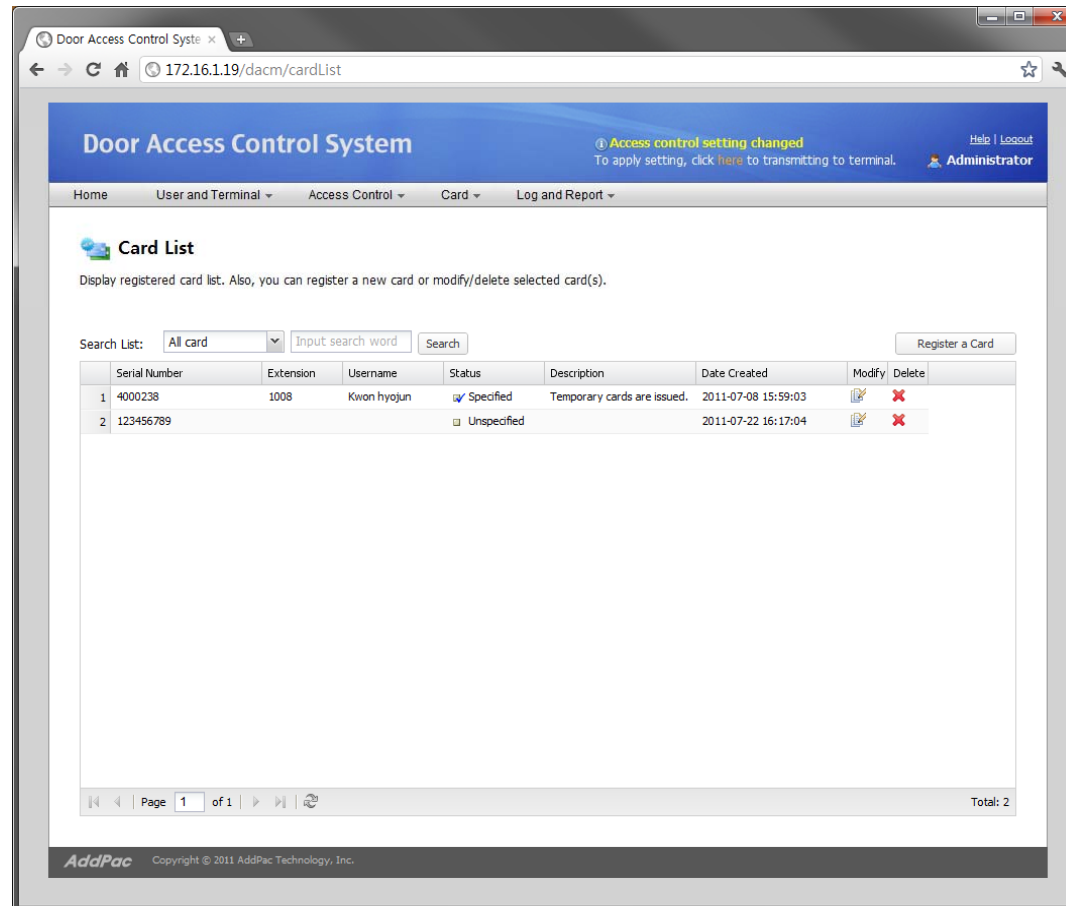 Door Access Control Syste
172.16.1.19/dacm/cardList
Door Access Control System
Access control setting changed
To apply setting, click here to transmitting to terminal.
Help | Logout
Administrator
Home User and Terminal Access Control Card Log and Report
Card List
Display registered card list. Also, you can register a new card or modify/delete selected card(s).
Search List: All card Input search word Search Register a Card
Serial Number Extension Username Status Description Date Created Modify Delete
1 4000238 1008 Kwon hyojun Specified Temporary cards are issued. 2011-07-08 15:59:03
2 123456789 Unspecified 2011-07-22 16:17:04
Page 1 of 1 Total: 2
AddPac Copyright © 2011 AddPac Technology, Inc.